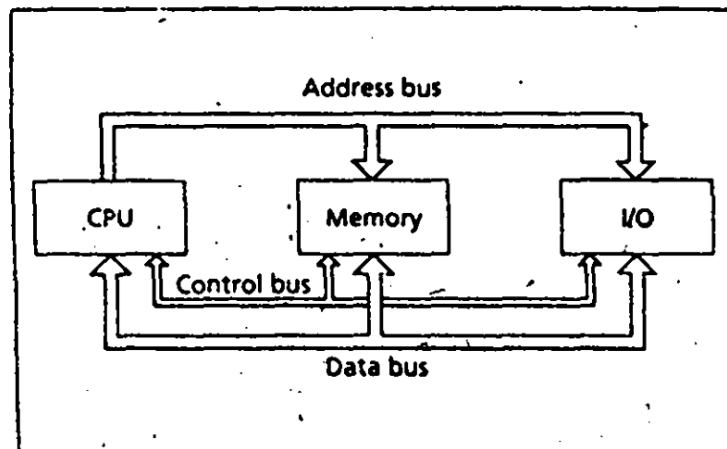 Address bus
CPU
Memory
I/O
Control bus
Data bus